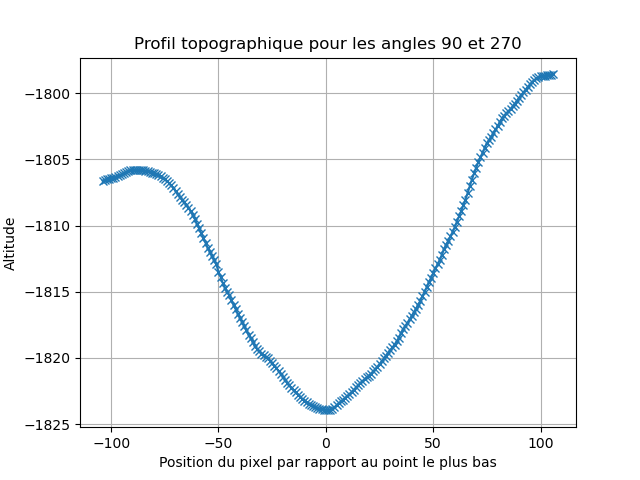 Profil topographique pour les angles 90 et 270
Altitude
−1800
−1805
−1810
−1815
−1820
−1825
−100 −50 0 50 100
Position du pixel par rapport au point le plus bas